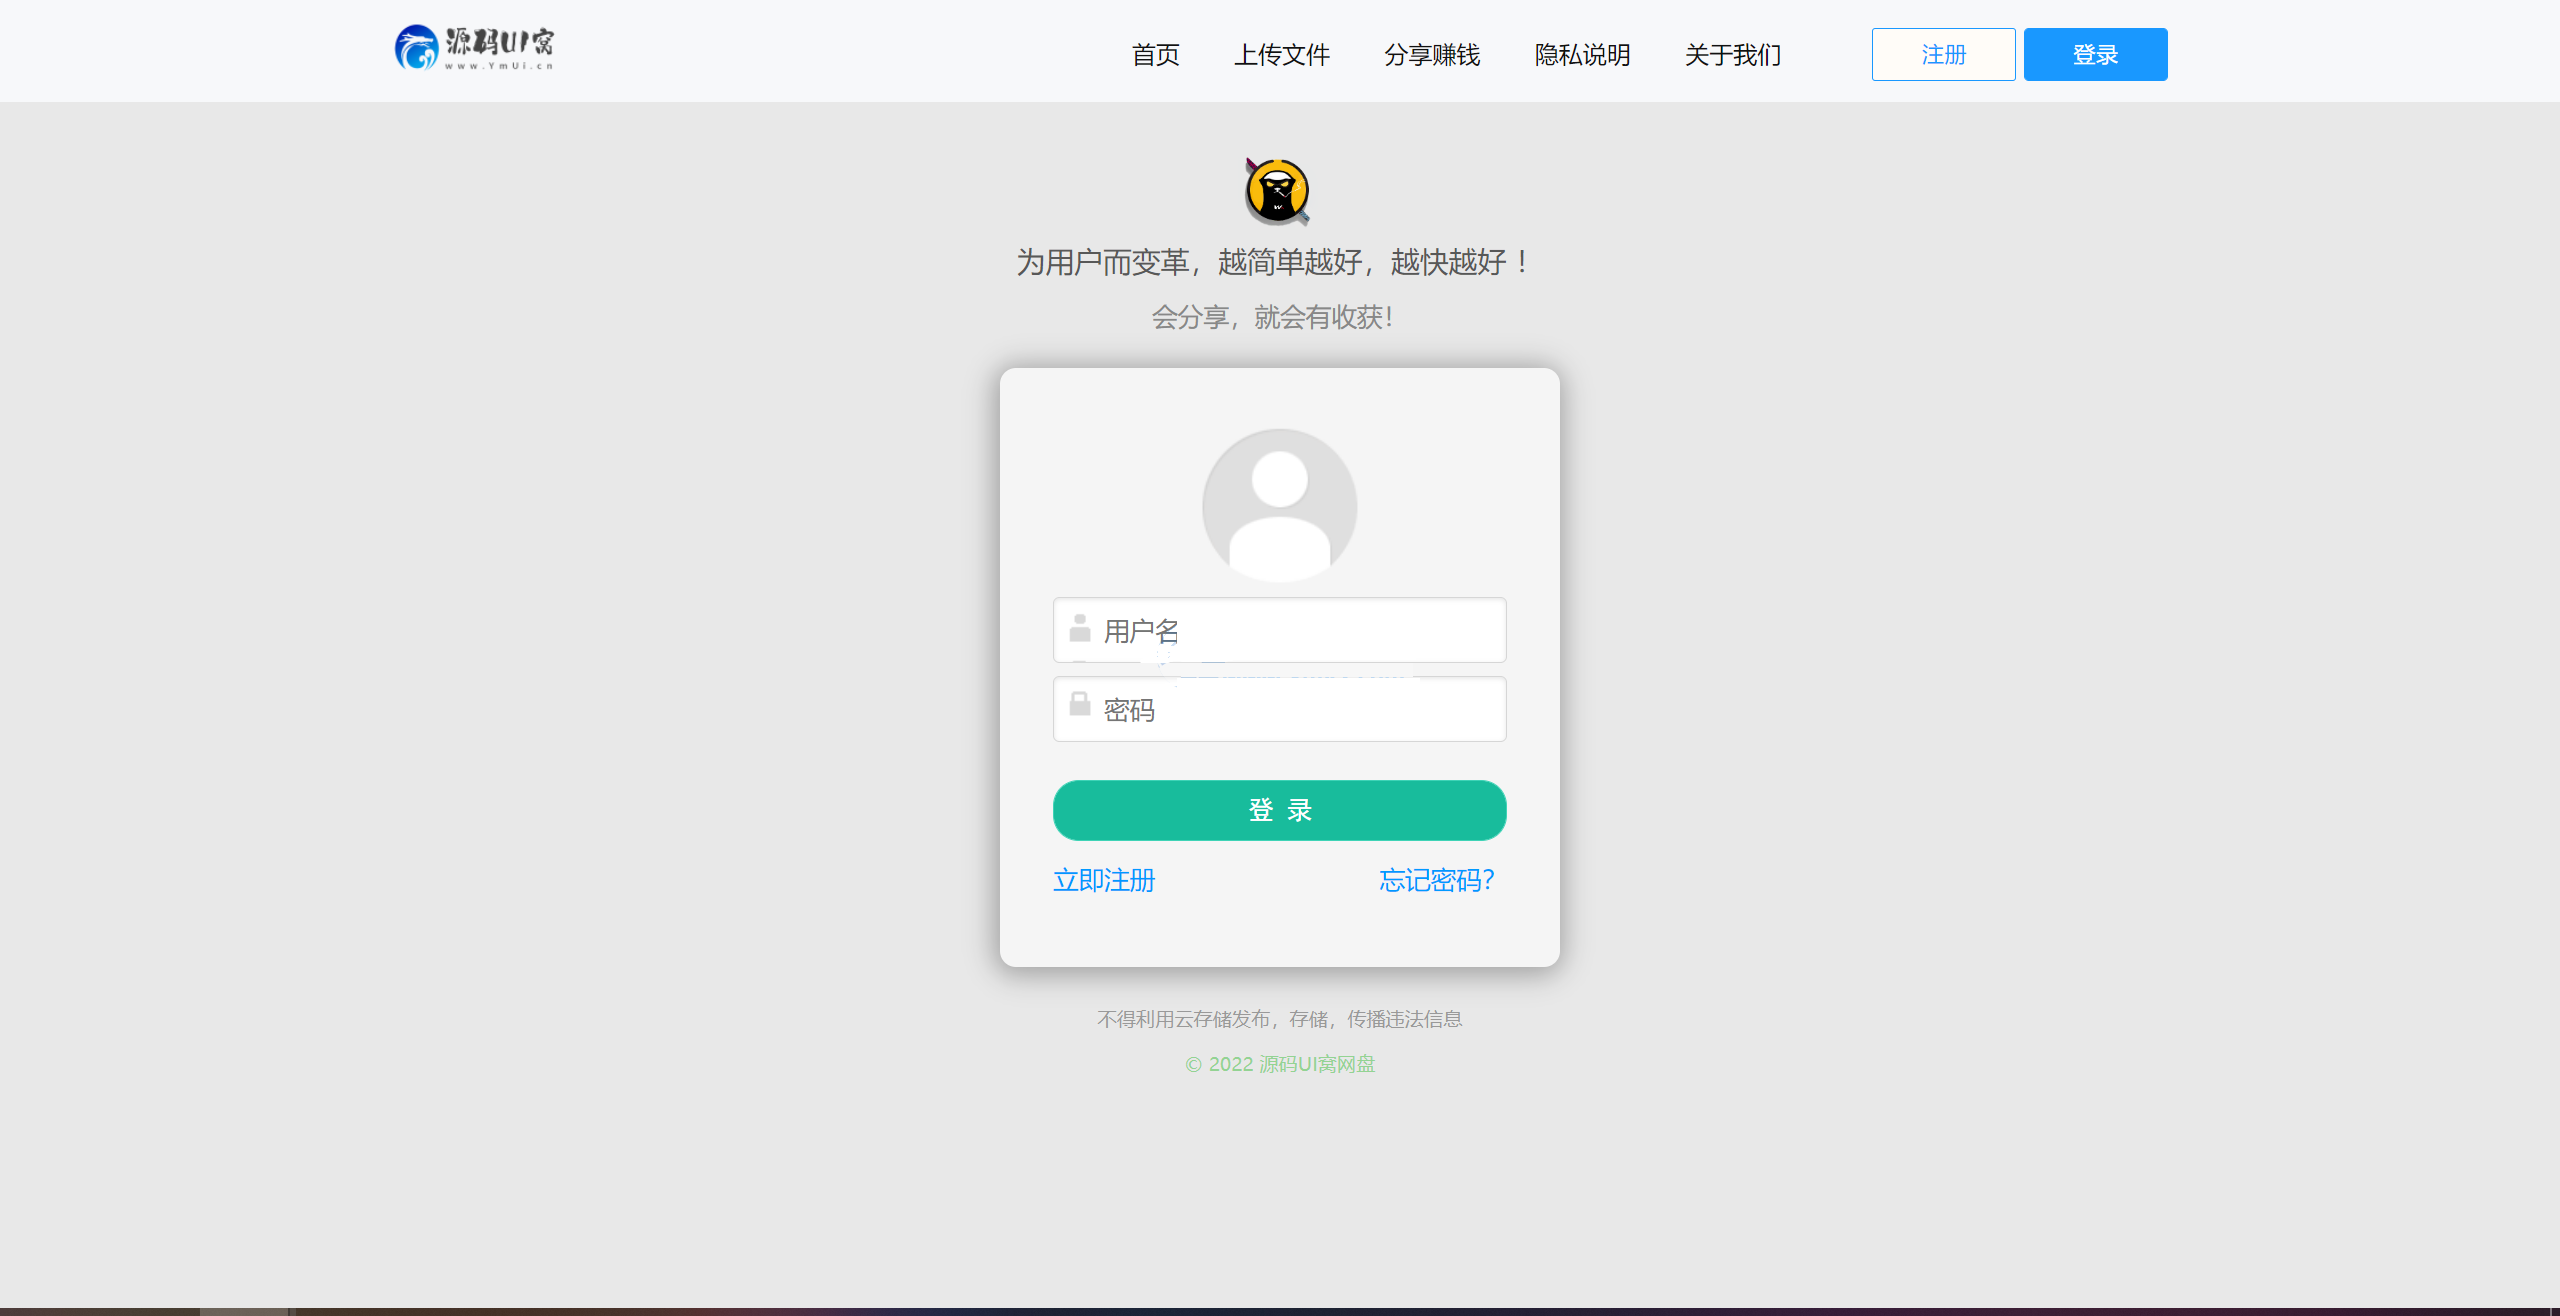 源码UI窝
www.YmUi.cn
首页 上传文件 分享赚钱 隐私说明 关于我们 注册 登录
为用户而变革，越简单越好，越快越好！
会分享，就会有收获！
用户名
密码
登 录
立即注册 忘记密码？
不得利用云存储发布，存储，传播违法信息
© 2022 源码UI窝网盘